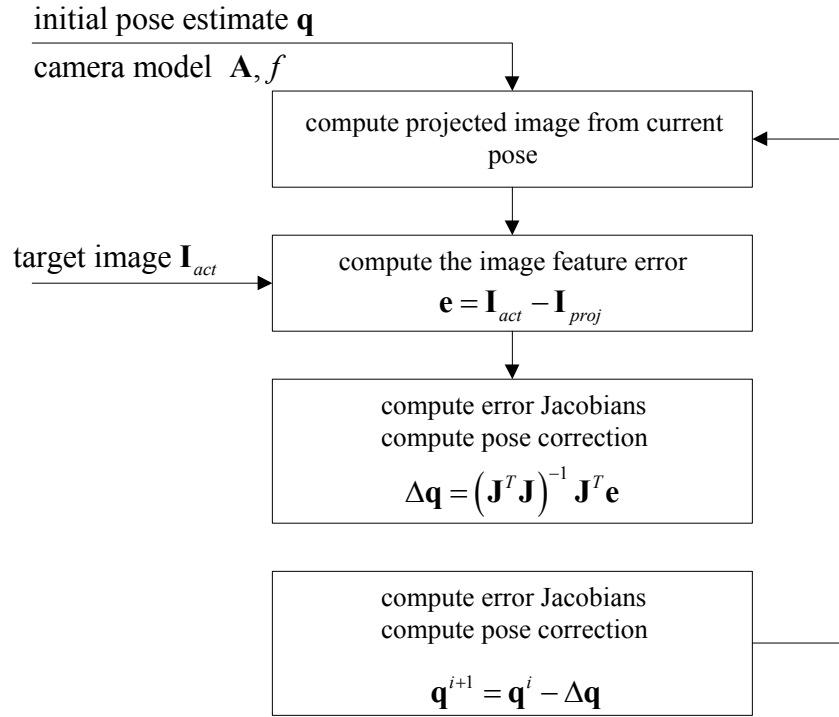 initial pose estimate q
camera model A, f
compute projected image from current
pose
target image I_act
compute the image feature error
e = I_act − I_proj
compute error Jacobians
compute pose correction
Δq = (J^T J)^−1 J^T e
compute error Jacobians
compute pose correction
q^i+1 = q^i − Δq